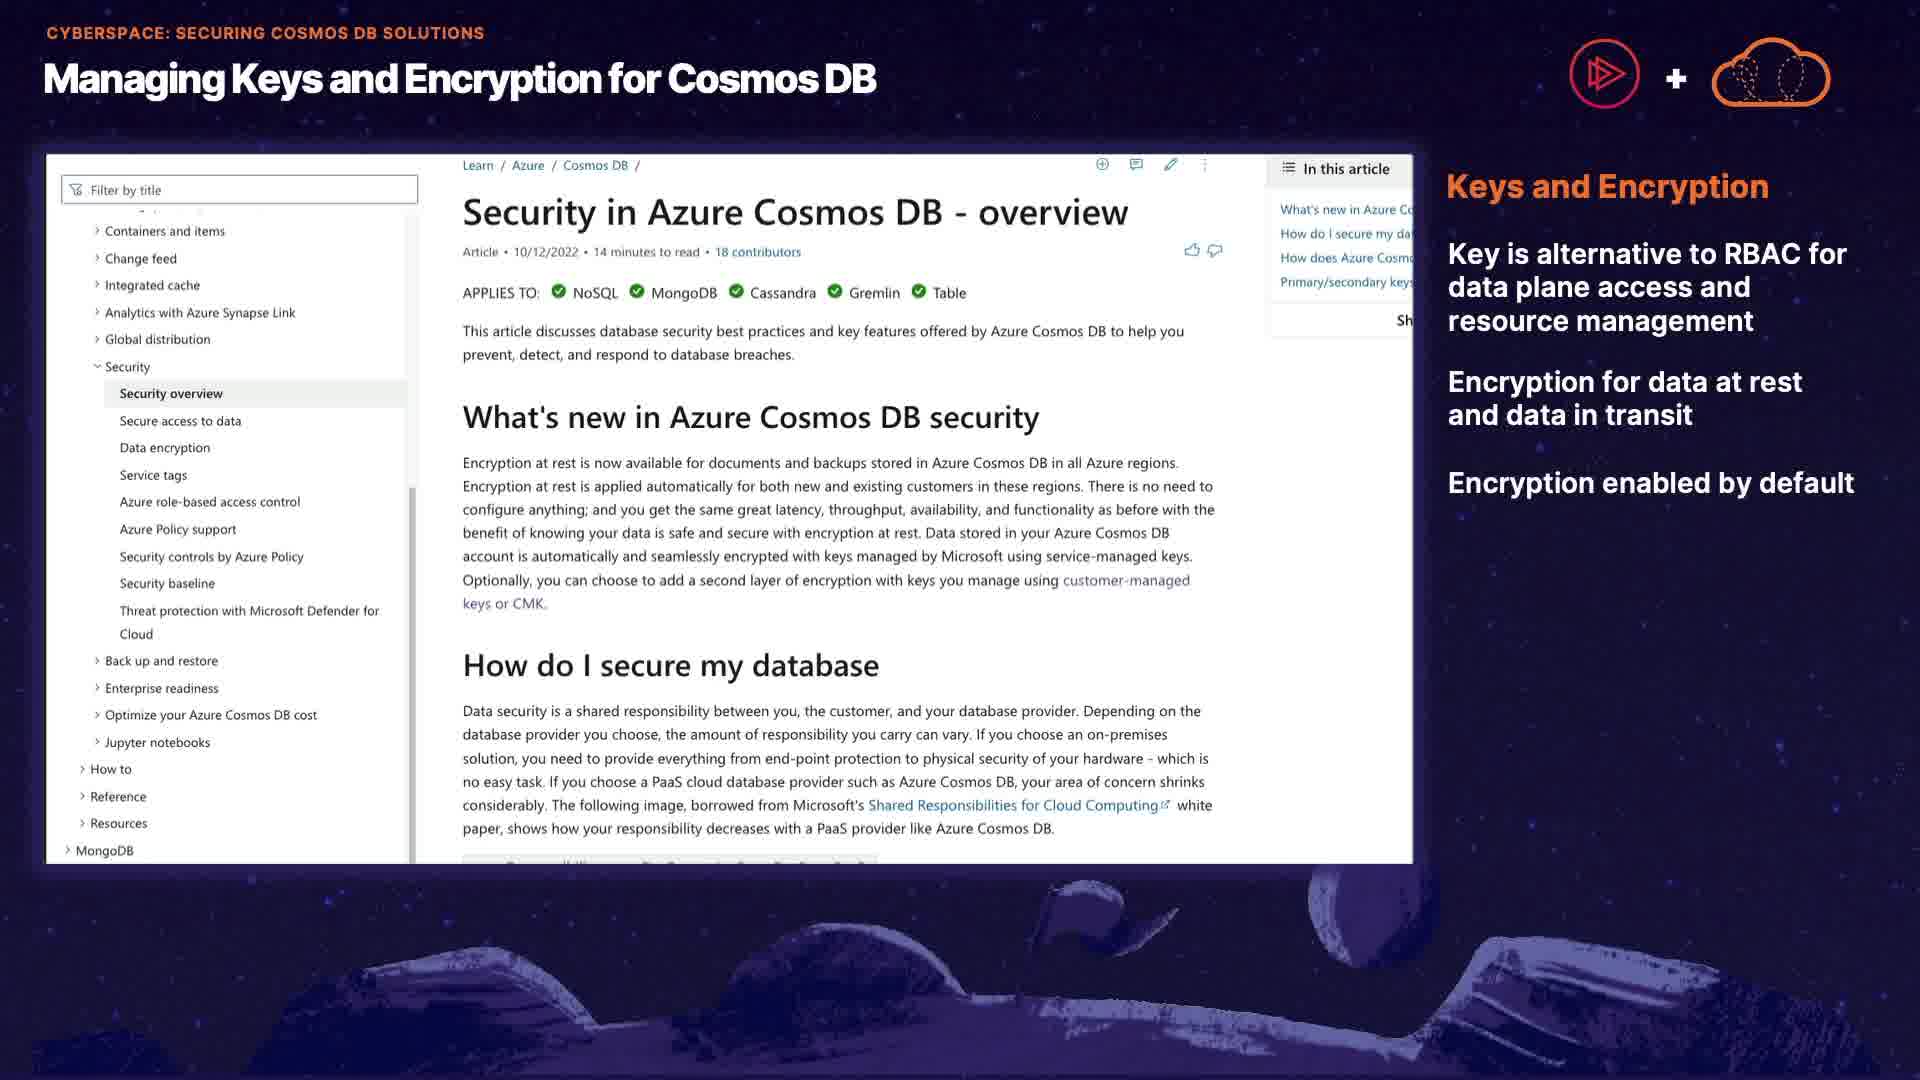 CYBERSPACE: SECURING COSMOS DB SOLUTIONS
Managing Keys and Encryption for Cosmos DB
Filter by title
Containers and items
Change feed
Integrated cache
Analytics with Azure Synapse Link
Global distribution
Security
Security overview
Secure access to data
Data encryption
Service tags
Azure role-based access control
Azure Policy support
Security controls by Azure Policy
Security baseline
Threat protection with Microsoft Defender for
Cloud
Back up and restore
Enterprise readiness
Optimize your Azure Cosmos DB cost
Jupyter notebooks
How to
Reference
Resources
MongoDB
Learn / Azure / Cosmos DB /
Security in Azure Cosmos DB - overview
Article • 10/12/2022 • 14 minutes to read • 18 contributors
APPLIES TO: NoSQL MongoDB Cassandra Gremlin Table
This article discusses database security best practices and key features offered by Azure Cosmos DB to help you
prevent, detect, and respond to database breaches.
What's new in Azure Cosmos DB security
Encryption at rest is now available for documents and backups stored in Azure Cosmos DB in all Azure regions.
Encryption at rest is applied automatically for both new and existing customers in these regions. There is no need to
configure anything; and you get the same great latency, throughput, availability, and functionality as before with the
benefit of knowing your data is safe and secure with encryption at rest. Data stored in your Azure Cosmos DB
account is automatically and seamlessly encrypted with keys managed by Microsoft using service-managed keys.
Optionally, you can choose to add a second layer of encryption with keys you manage using customer-managed
keys or CMK.
How do I secure my database
Data security is a shared responsibility between you, the customer, and your database provider. Depending on the
database provider you choose, the amount of responsibility you carry can vary. If you choose an on-premises
solution, you need to provide everything from end-point protection to physical security of your hardware - which is
no easy task. If you choose a PaaS cloud database provider such as Azure Cosmos DB, your area of concern shrinks
considerably. The following image, borrowed from Microsoft's Shared Responsibilities for Cloud Computing white
paper, shows how your responsibility decreases with a PaaS provider like Azure Cosmos DB.
In this article
What's new in Azure Co
How do I secure my dat
How does Azure Cosmo
Primary/secondary keys
Sh
Keys and Encryption
Key is alternative to RBAC for
data plane access and
resource management
Encryption for data at rest
and data in transit
Encryption enabled by default